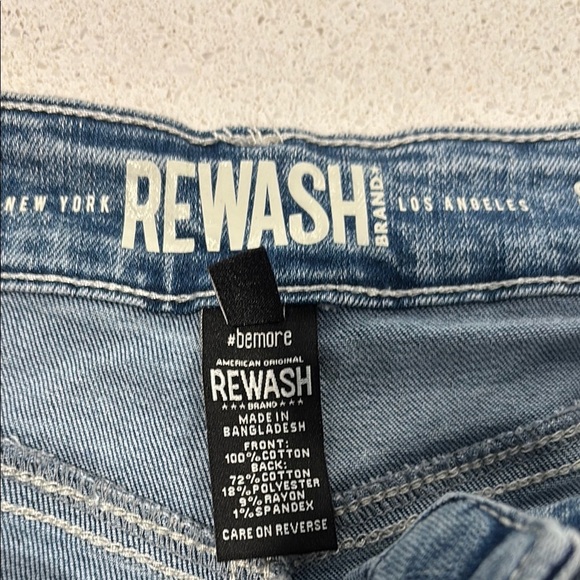 NEW YORK REWASH BRAND LOS ANGELES
#bemore
AMERICAN ORIGINAL
REWASH
★★★ BRAND ★★★
MADE IN
BANGLADESH
FRONT:
100%COTTON
BACK:
72%COTTON
18%POLYESTER
9%RAYON
1%SPANDEX
CARE ON REVERSE